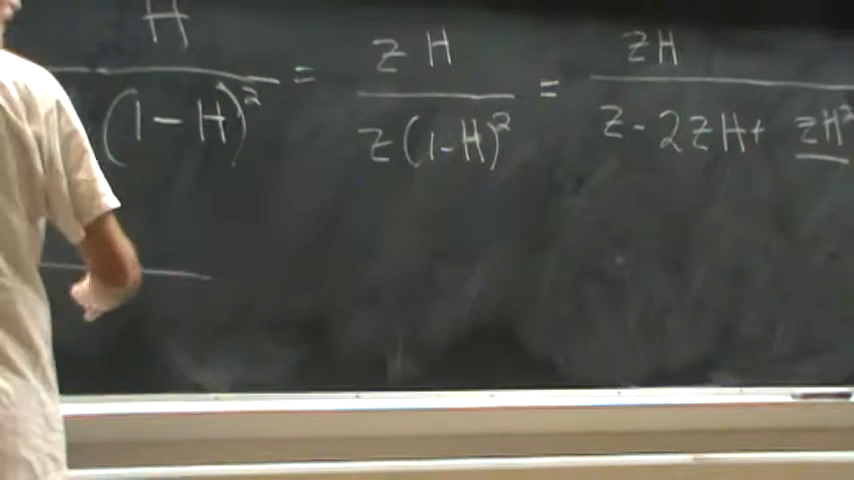 H / (1 - H)² = zH / z(1 - H)² = zH / z - 2zH + zH²